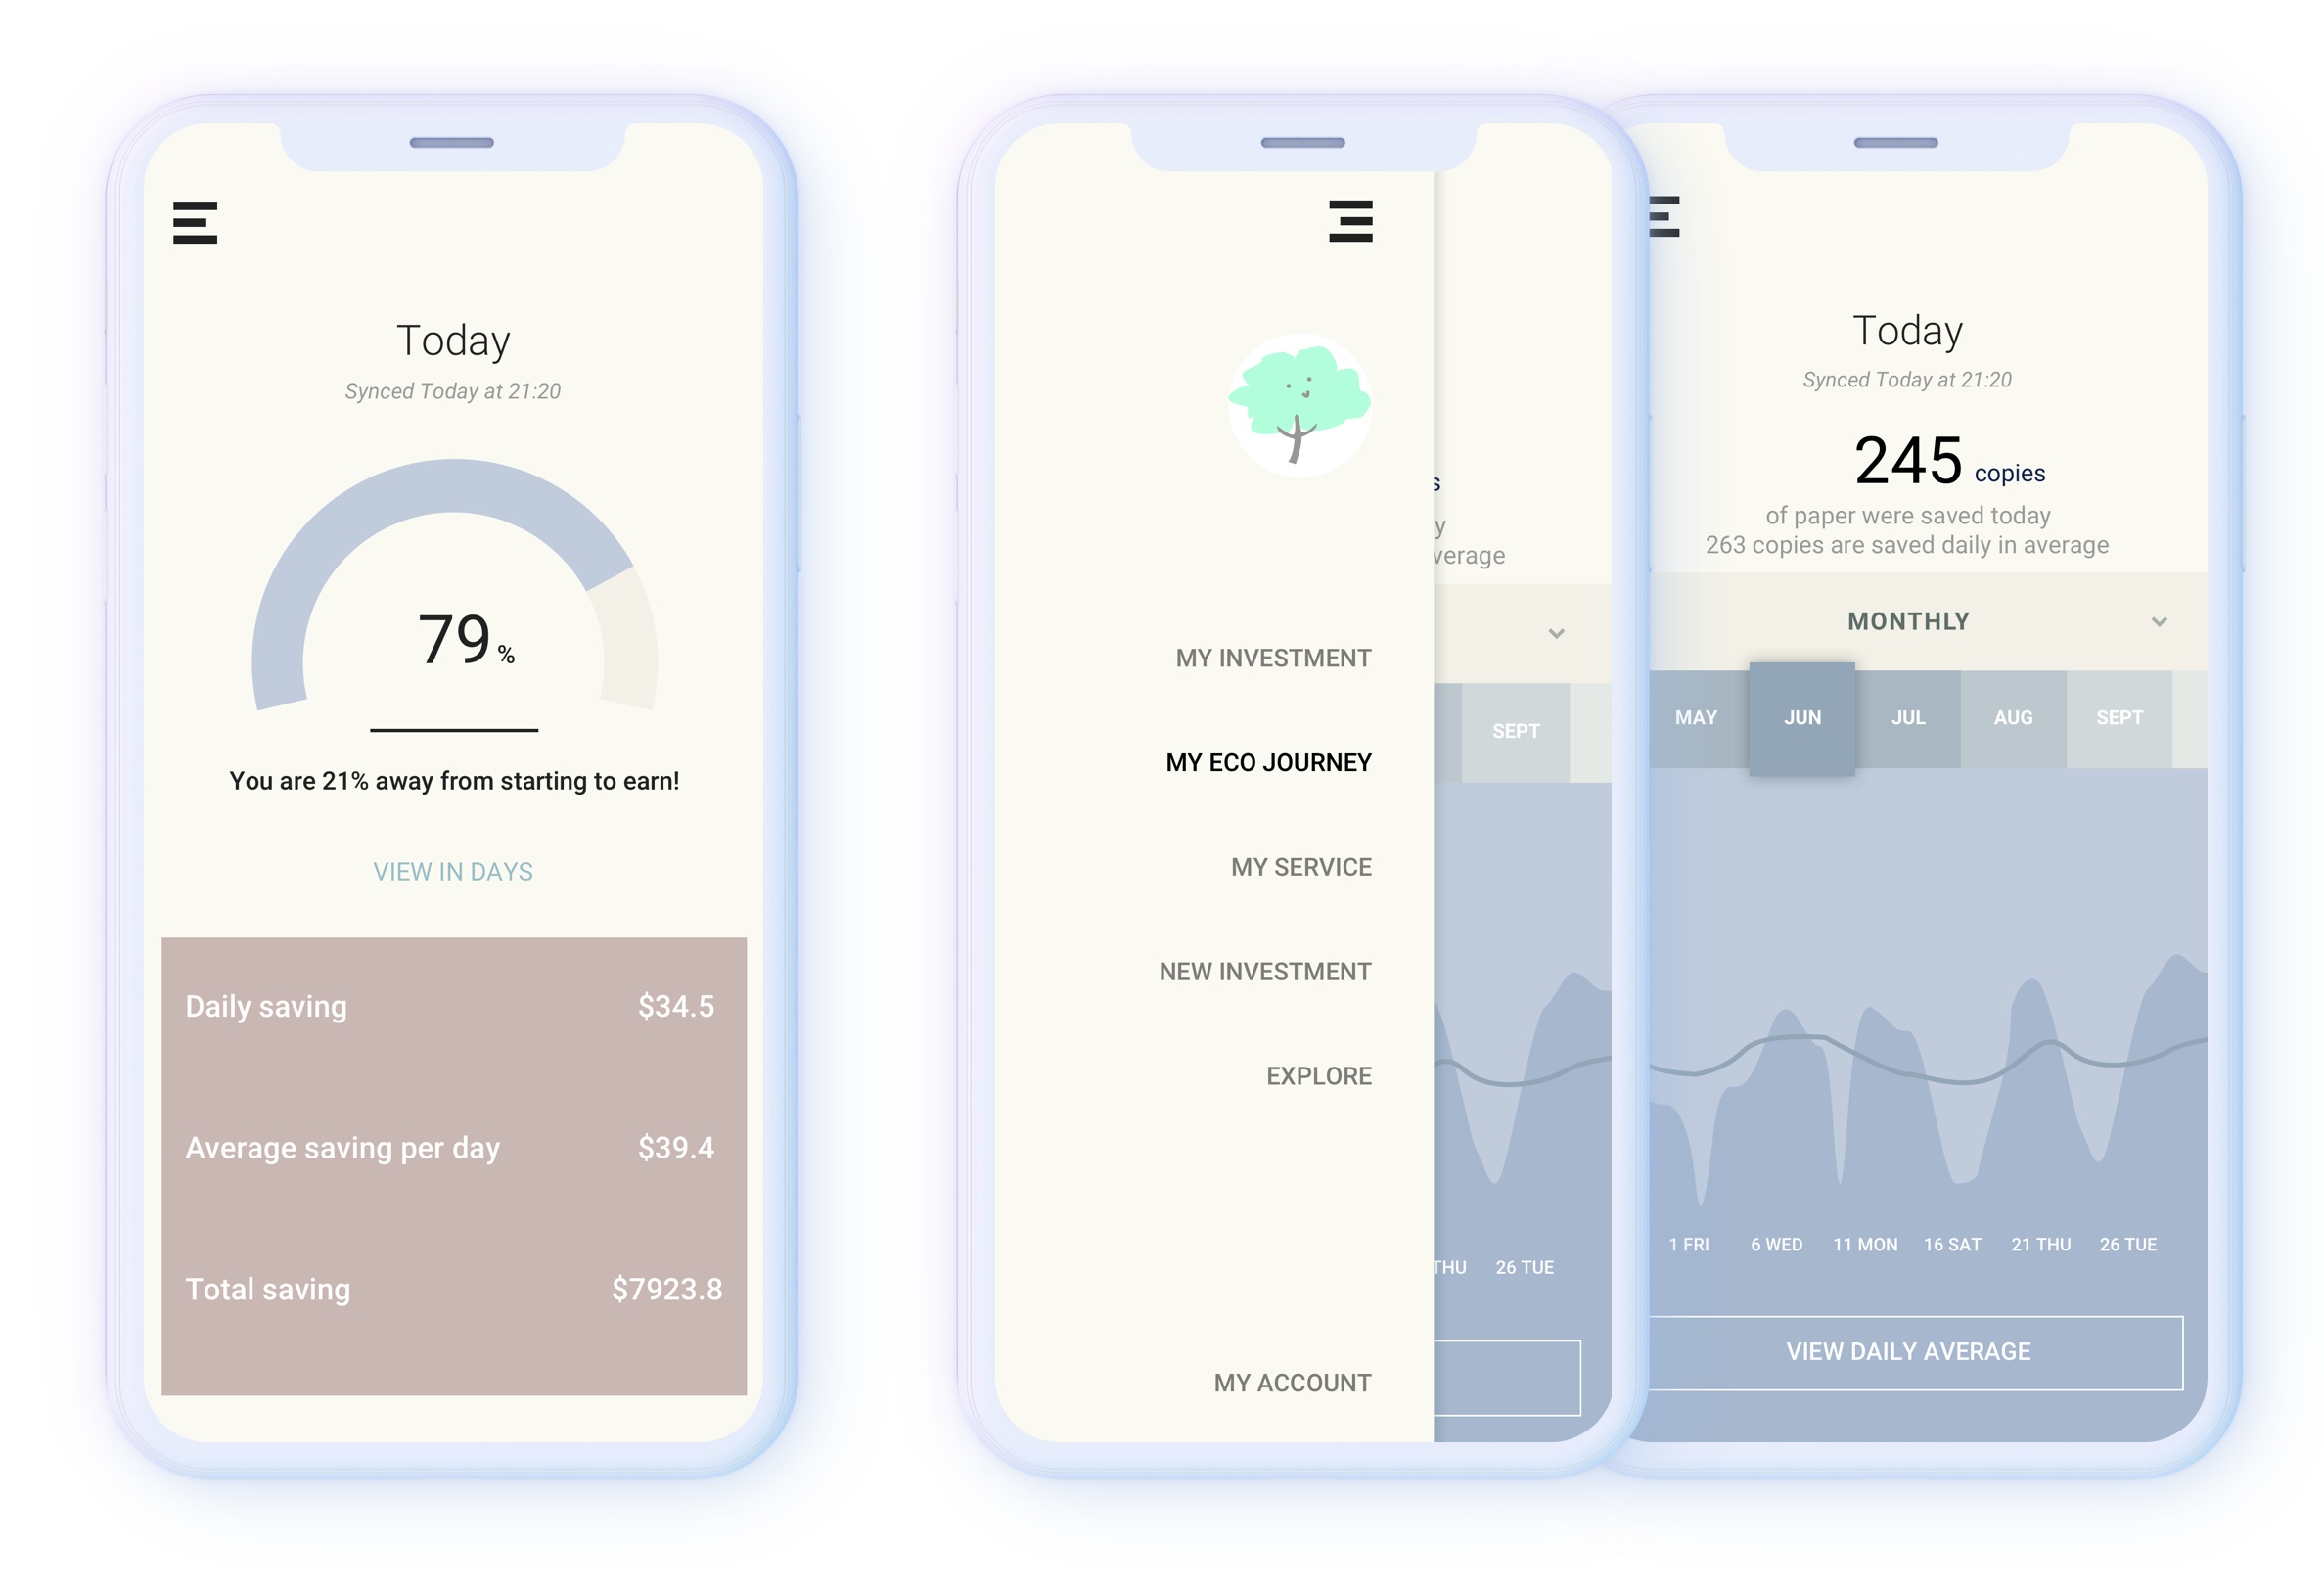 Today
Synced Today at 21:20
79 %
You are 21% away from starting to earn!
VIEW IN DAYS
Daily saving $34.5
Average saving per day $39.4
Total saving $7923.8
MY INVESTMENT
MY ECO JOURNEY
MY SERVICE
NEW INVESTMENT
EXPLORE
MY ACCOUNT
s
y
verage
SEPT
THU 26 TUE
Today
Synced Today at 21:20
245 copies
of paper were saved today
263 copies are saved daily in average
MONTHLY
MAY JUN JUL AUG SEPT
1 FRI 6 WED 11 MON 16 SAT 21 THU 26 TUE
VIEW DAILY AVERAGE